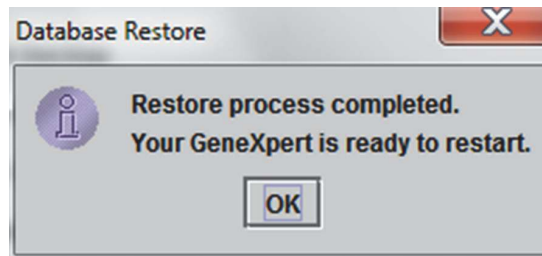 Database Restore
Restore process completed.
Your GeneXpert is ready to restart.
OK